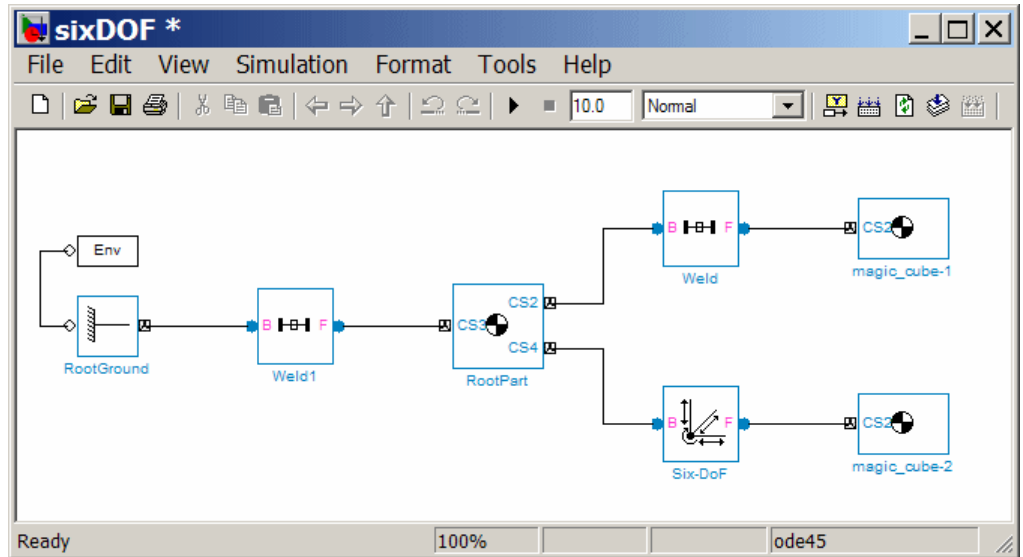 sixDOF *
File Edit View Simulation Format Tools Help
10.0 Normal
Env
RootGround
B F
Weld1
CS3
CS2
CS4
RootPart
B F
Weld
CS2
magic_cube-1
B F
Six-DoF
CS2
magic_cube-2
Ready 100% ode45